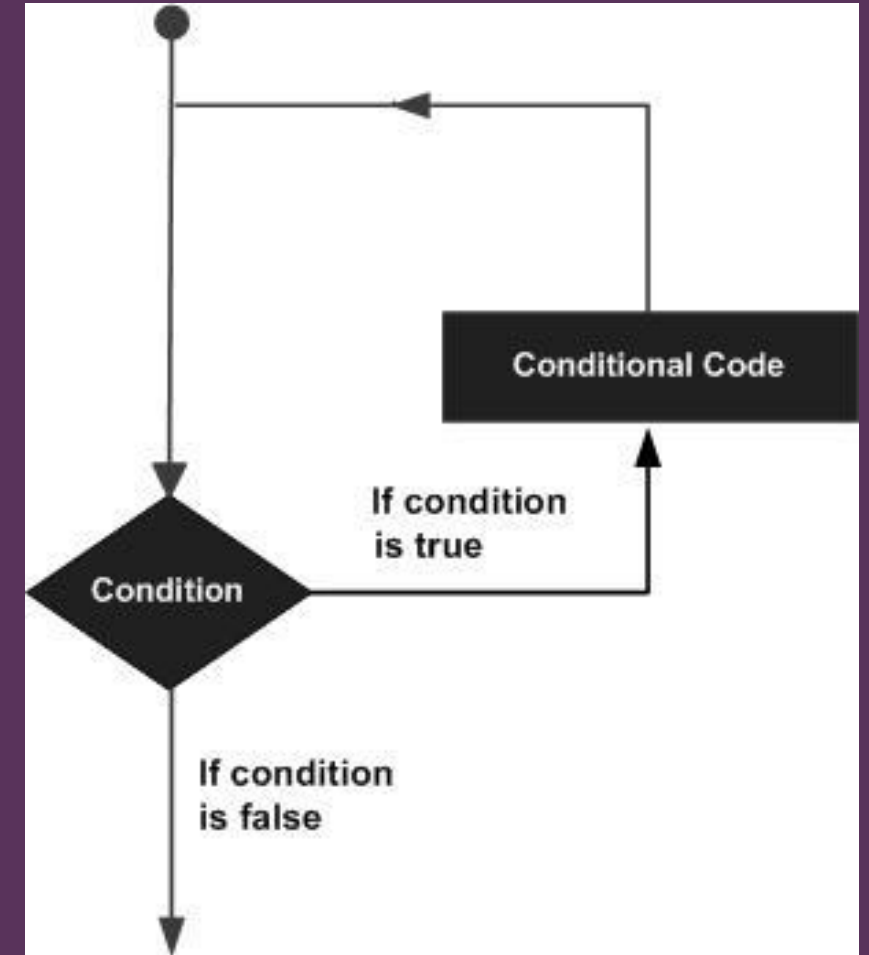 Conditional Code
If condition
is true
Condition
If condition
is false